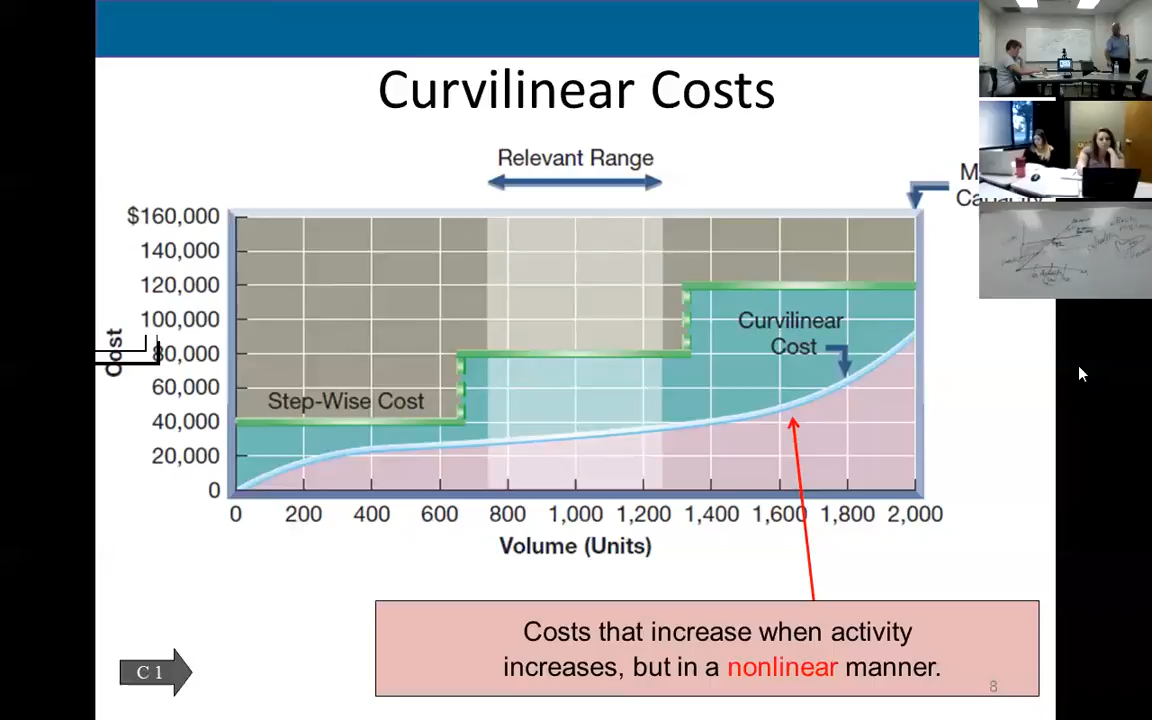 Curvilinear Costs
Relevant Range
M
Ca
$160,000
140,000
120,000
100,000
80,000
60,000
40,000
20,000
0
Cost
Step-Wise Cost
Curvilinear
Cost
0 200 400 600 800 1,000 1,200 1,400 1,600 1,800 2,000
Volume (Units)
Costs that increase when activity
increases, but in a nonlinear manner.
C 1
8